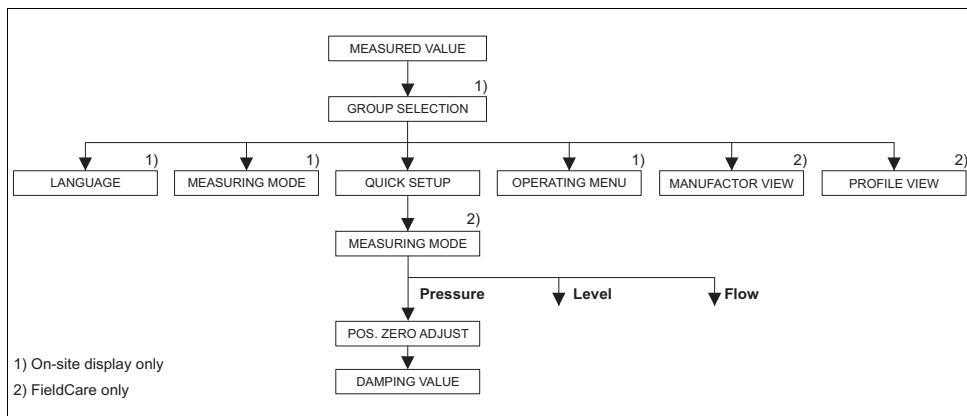 MEASURED VALUE
1)
GROUP SELECTION
1)
LANGUAGE
1)
MEASURING MODE
QUICK SETUP
1)
OPERATING MENU
2)
MANUFACTOR VIEW
2)
PROFILE VIEW
2)
MEASURING MODE
Pressure
Level
Flow
POS. ZERO ADJUST
DAMPING VALUE
1) On-site display only
2) FieldCare only